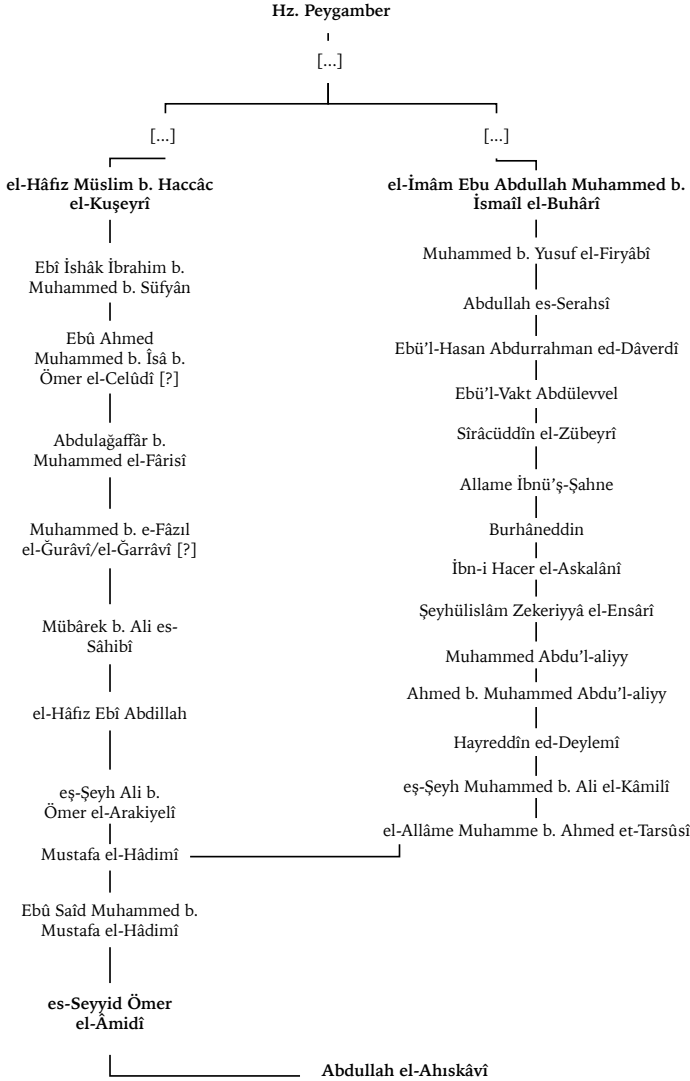 Hz. Peygamber
[...]
[...]
[...]
el-Hâfız Müslim b. Haccâc
el-Kuşeyrî
Ebî İshâk İbrahim b.
Muhammed b. Süfyân
Ebû Ahmed
Muhammed b. Îsâ b.
Ömer el-Celûdî [?]
Abdulağaffâr b.
Muhammed el-Fârisî
Muhammed b. e-Fâzıl
el-Ğurâvî/el-Ğarrâvî [?]
Mübârek b. Ali es-
Sâhibî
el-Hâfız Ebî Abdillah
eş-Şeyh Ali b.
Ömer el-Arakiyelî
Mustafa el-Hâdimî
Ebû Saîd Muhammed b.
Mustafa el-Hâdimî
es-Seyyid Ömer
el-Âmidî
el-İmâm Ebu Abdullah Muhammed b.
İsmaîl el-Buhârî
Muhammed b. Yusuf el-Firyâbî
Abdullah es-Serahsî
Ebü’l-Hasan Abdurrahman ed-Dâverdî
Ebü’l-Vakt Abdülevvel
Sîrâcüddîn el-Zübeyrî
Allame İbnü’ş-Şahne
Burhâneddin
İbn-i Hacer el-Askalânî
Şeyhülislâm Zekeriyyâ el-Ensârî
Muhammed Abdu’l-aliyy
Ahmed b. Muhammed Abdu’l-aliyy
Hayreddîn ed-Deylemî
eş-Şeyh Muhammed b. Ali el-Kâmilî
el-Allâme Muhamme b. Ahmed et-Tarsûsî
Abdullah el-Ahıskâvî